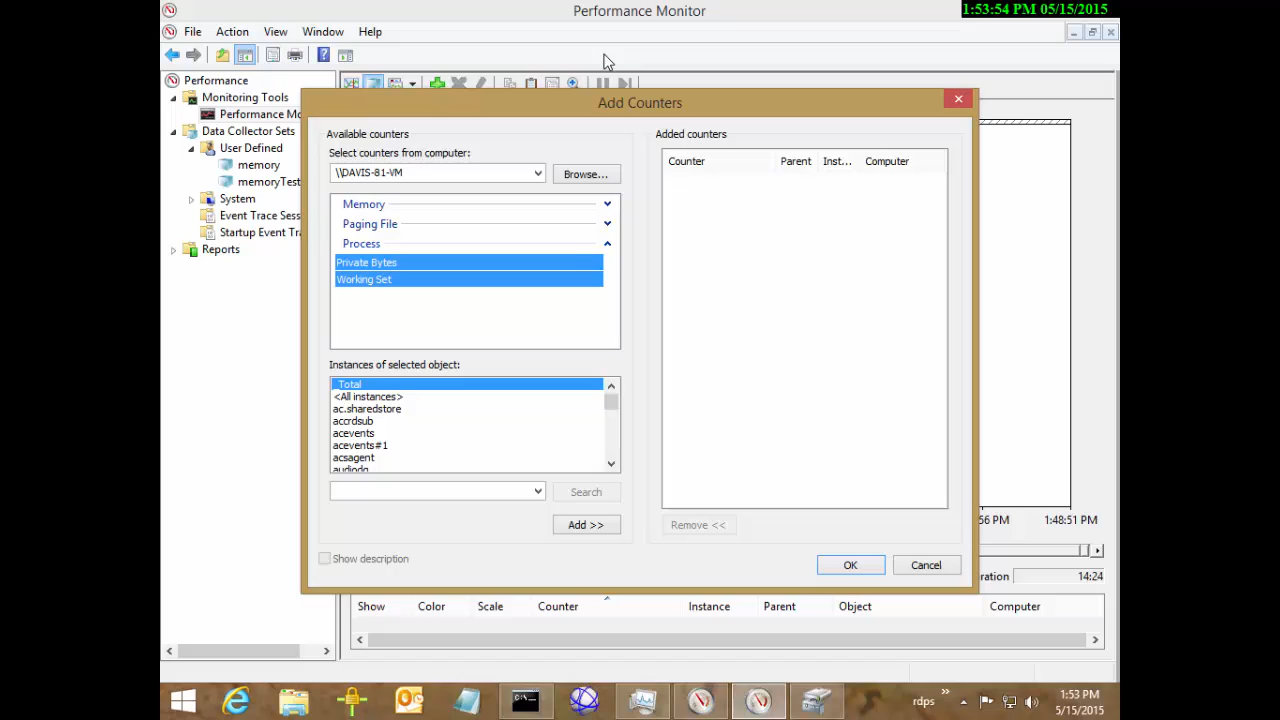 Performance Monitor
1:53:54 PM 05/15/2015
File Action View Window Help
Performance
Monitoring Tools
Performance Mo
Data Collector Sets
User Defined
memory
memoryTest
System
Event Trace Sess
Startup Event Tra
Reports
Add Counters
Available counters
Select counters from computer:
\\DAVIS-81-VM
Browse...
Memory
Paging File
Process
Private Bytes
Working Set
Instances of selected object:
_Total
<All instances>
ac.sharedstore
accrdsub
acevents
acevents#1
acsagent
audiodg
Search
Add >>
Show description
Added counters
Counter Parent Inst... Computer
Remove <<
OK Cancel
56 PM 1:48:51 PM
ration 14:24
Show Color Scale Counter Instance Parent Object Computer
rdps
1:53 PM
5/15/2015